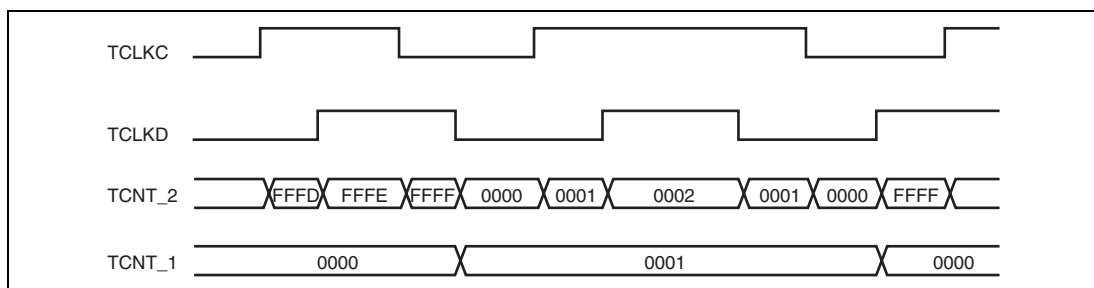 TCLKC
TCLKD
TCNT_2 FFFD FFFE FFFF 0000 0001 0002 0001 0000 FFFF
TCNT_1 0000 0001 0000